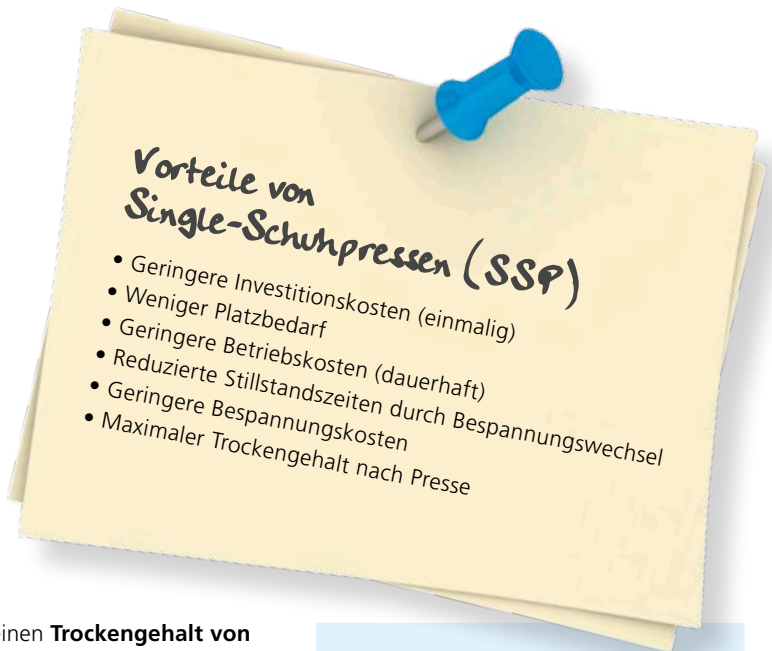 Vorteile von
Single-Schuhpressen (SSP)
• Geringere Investitionskosten (einmalig)
• Weniger Platzbedarf
• Geringere Betriebskosten (dauerhaft)
• Reduzierte Stillstandszeiten durch Bespannungswechsel
• Geringere Bespannungskosten
• Maximaler Trockengehalt nach Presse
einen Trockengehalt von